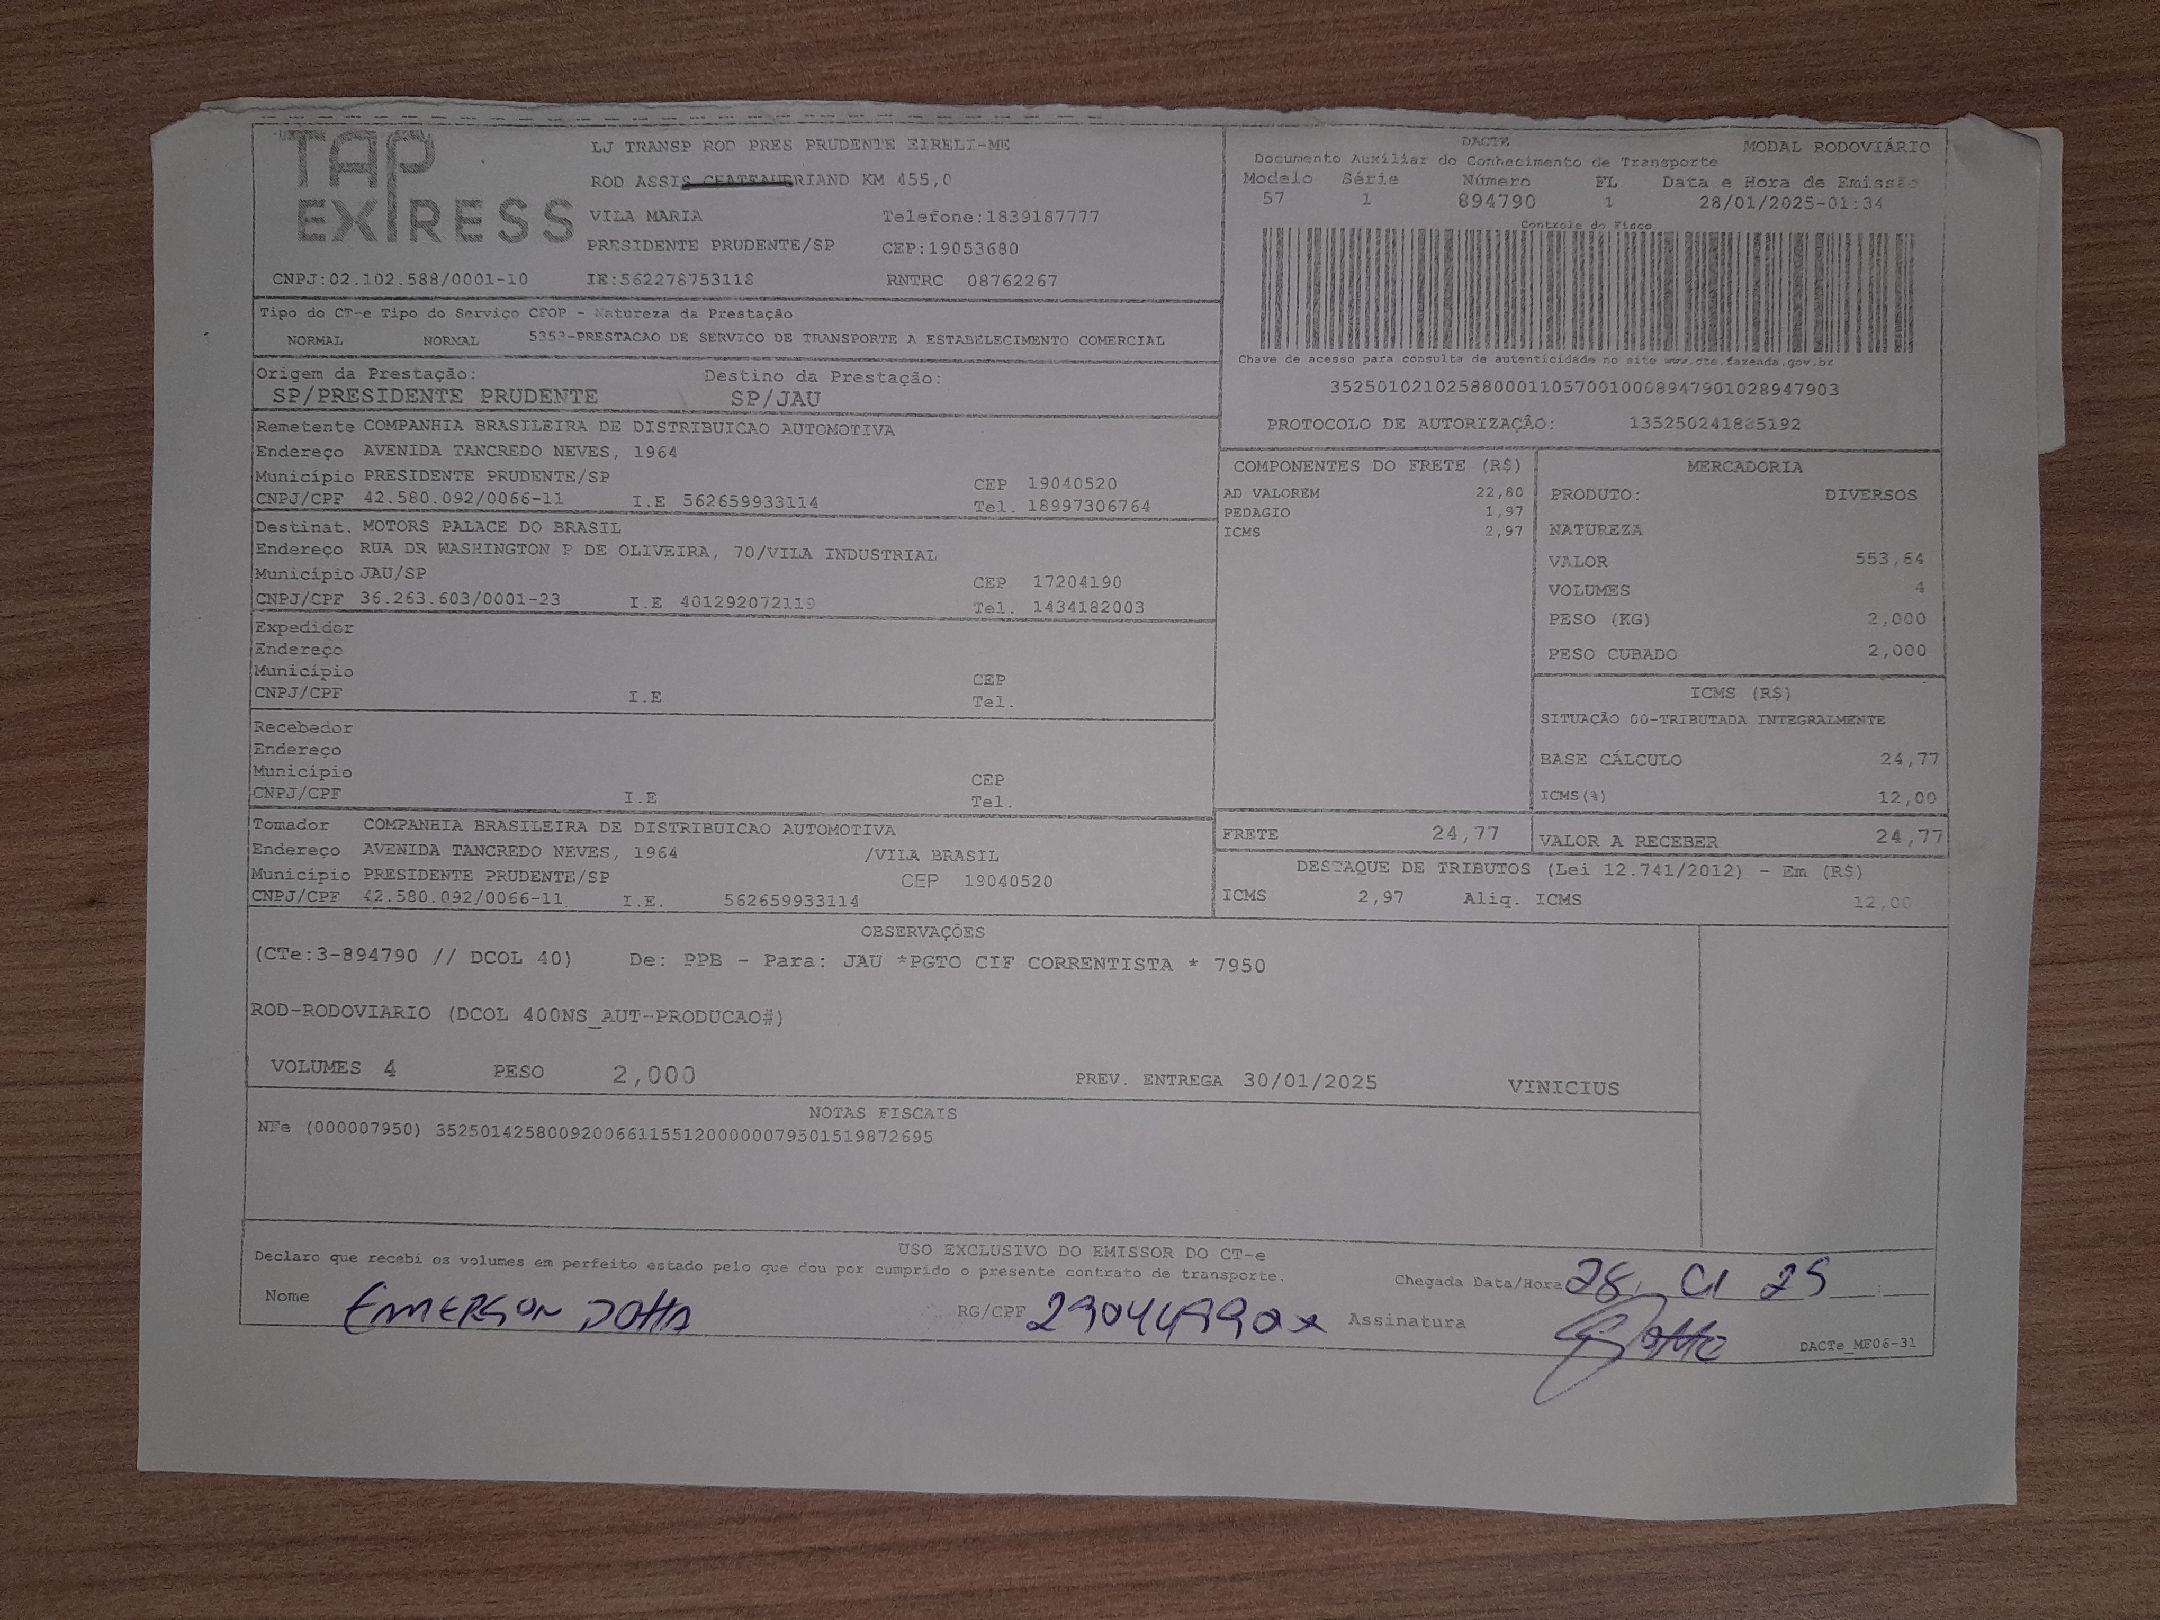 TAP EXPRESS
LJ TRANSP ROD PRES PRUDENTE EIRELI-ME
ROD ASSIS CHATEAUBRIAND KM 455,0
VILA MARIA Telefone:1839187777
PRESIDENTE PRUDENTE/SP CEP:19053680
CNPJ:02.102.588/0001-10 IE:562278753118 RNTRC 08762267
DACTE MODAL RODOVIÁRIO
Documento Auxiliar do Conhecimento de Transporte
Modelo Série Número FL Data e Hora de Emissão
57 1 894790 1 28/01/2025-01:34
Controle do Fisco
Chave de acesso para consulta de autenticidade no site www.cte.fazenda.gov.br
35250102102588000110570010008947901028947903
PROTOCOLO DE AUTORIZAÇÃO: 135250241885192
Tipo do CT-e Tipo do Serviço CFOP - Natureza da Prestação
NORMAL NORMAL 5353-PRESTACAO DE SERVICO DE TRANSPORTE A ESTABELECIMENTO COMERCIAL
Origem da Prestação: Destino da Prestação:
SP/PRESIDENTE PRUDENTE SP/JAU
Remetente COMPANHIA BRASILEIRA DE DISTRIBUICAO AUTOMOTIVA
Endereço AVENIDA TANCREDO NEVES, 1964
Município PRESIDENTE PRUDENTE/SP CEP 19040520
CNPJ/CPF 42.580.092/0066-11 I.E 562659933114 Tel. 18997306764
Destinat. MOTORS PALACE DO BRASIL
Endereço RUA DR WASHINGTON P DE OLIVEIRA, 70/VILA INDUSTRIAL
Município JAU/SP CEP 17204190
CNPJ/CPF 36.263.603/0001-23 I.E 401292072119 Tel. 1434182003
Expedidor
Endereço
Município CEP
CNPJ/CPF I.E Tel.
Recebedor
Endereço
Município CEP
CNPJ/CPF I.E Tel.
Tomador COMPANHIA BRASILEIRA DE DISTRIBUICAO AUTOMOTIVA
Endereço AVENIDA TANCREDO NEVES, 1964 /VILA BRASIL
Município PRESIDENTE PRUDENTE/SP CEP 19040520
CNPJ/CPF 42.580.092/0066-11 I.E. 562659933114
COMPONENTES DO FRETE (R$)
AD VALOREM 22,80
PEDAGIO 1,97
ICMS 2,97
MERCADORIA
PRODUTO: DIVERSOS
NATUREZA
VALOR 553,64
VOLUMES 4
PESO (KG) 2,000
PESO CUBADO 2,000
ICMS (R$)
SITUAÇÃO 00-TRIBUTADA INTEGRALMENTE
BASE CÁLCULO 24,77
ICMS(%) 12,00
FRETE 24,77 VALOR A RECEBER 24,77
DESTAQUE DE TRIBUTOS (Lei 12.741/2012) - Em (R$)
ICMS 2,97 Aliq. ICMS 12,00
OBSERVAÇÕES
(CTe:3-894790 // DCOL 40) De: PPB - Para: JAU *PGTO CIF CORRENTISTA * 7950
ROD-RODOVIARIO (DCOL 400NS_AUT-PRODUCAO#)
VOLUMES 4 PESO 2,000 PREV. ENTREGA 30/01/2025 VINICIUS
NOTAS FISCAIS
NFe (000007950) 35250142580092006611551200000079501519872695
USO EXCLUSIVO DO EMISSOR DO CT-e
Declaro que recebi os volumes em perfeito estado pelo que dou por cumprido o presente contrato de transporte. Chegada Data/Hora 28 01 25 __:__
Nome EMERSON DOTTA RG/CPF 29044990x Assinatura
DACTe_MF06-31